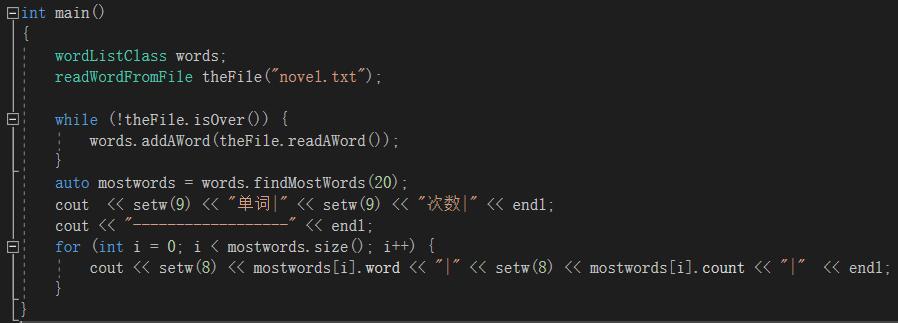 int main()
{
wordListClass words;
readWordFromFile theFile("novel.txt");
while (!theFile.isOver()) {
words.addAWord(theFile.readAWord());
}
auto mostwords = words.findMostWords(20);
cout  << setw(9) << "单词|" << setw(9) << "次数|" << endl;
cout << "------------------" << endl;
for (int i = 0; i < mostwords.size(); i++) {
cout << setw(8) << mostwords[i].word << "|" << setw(8) << mostwords[i].count << "|"  << endl;
}
}